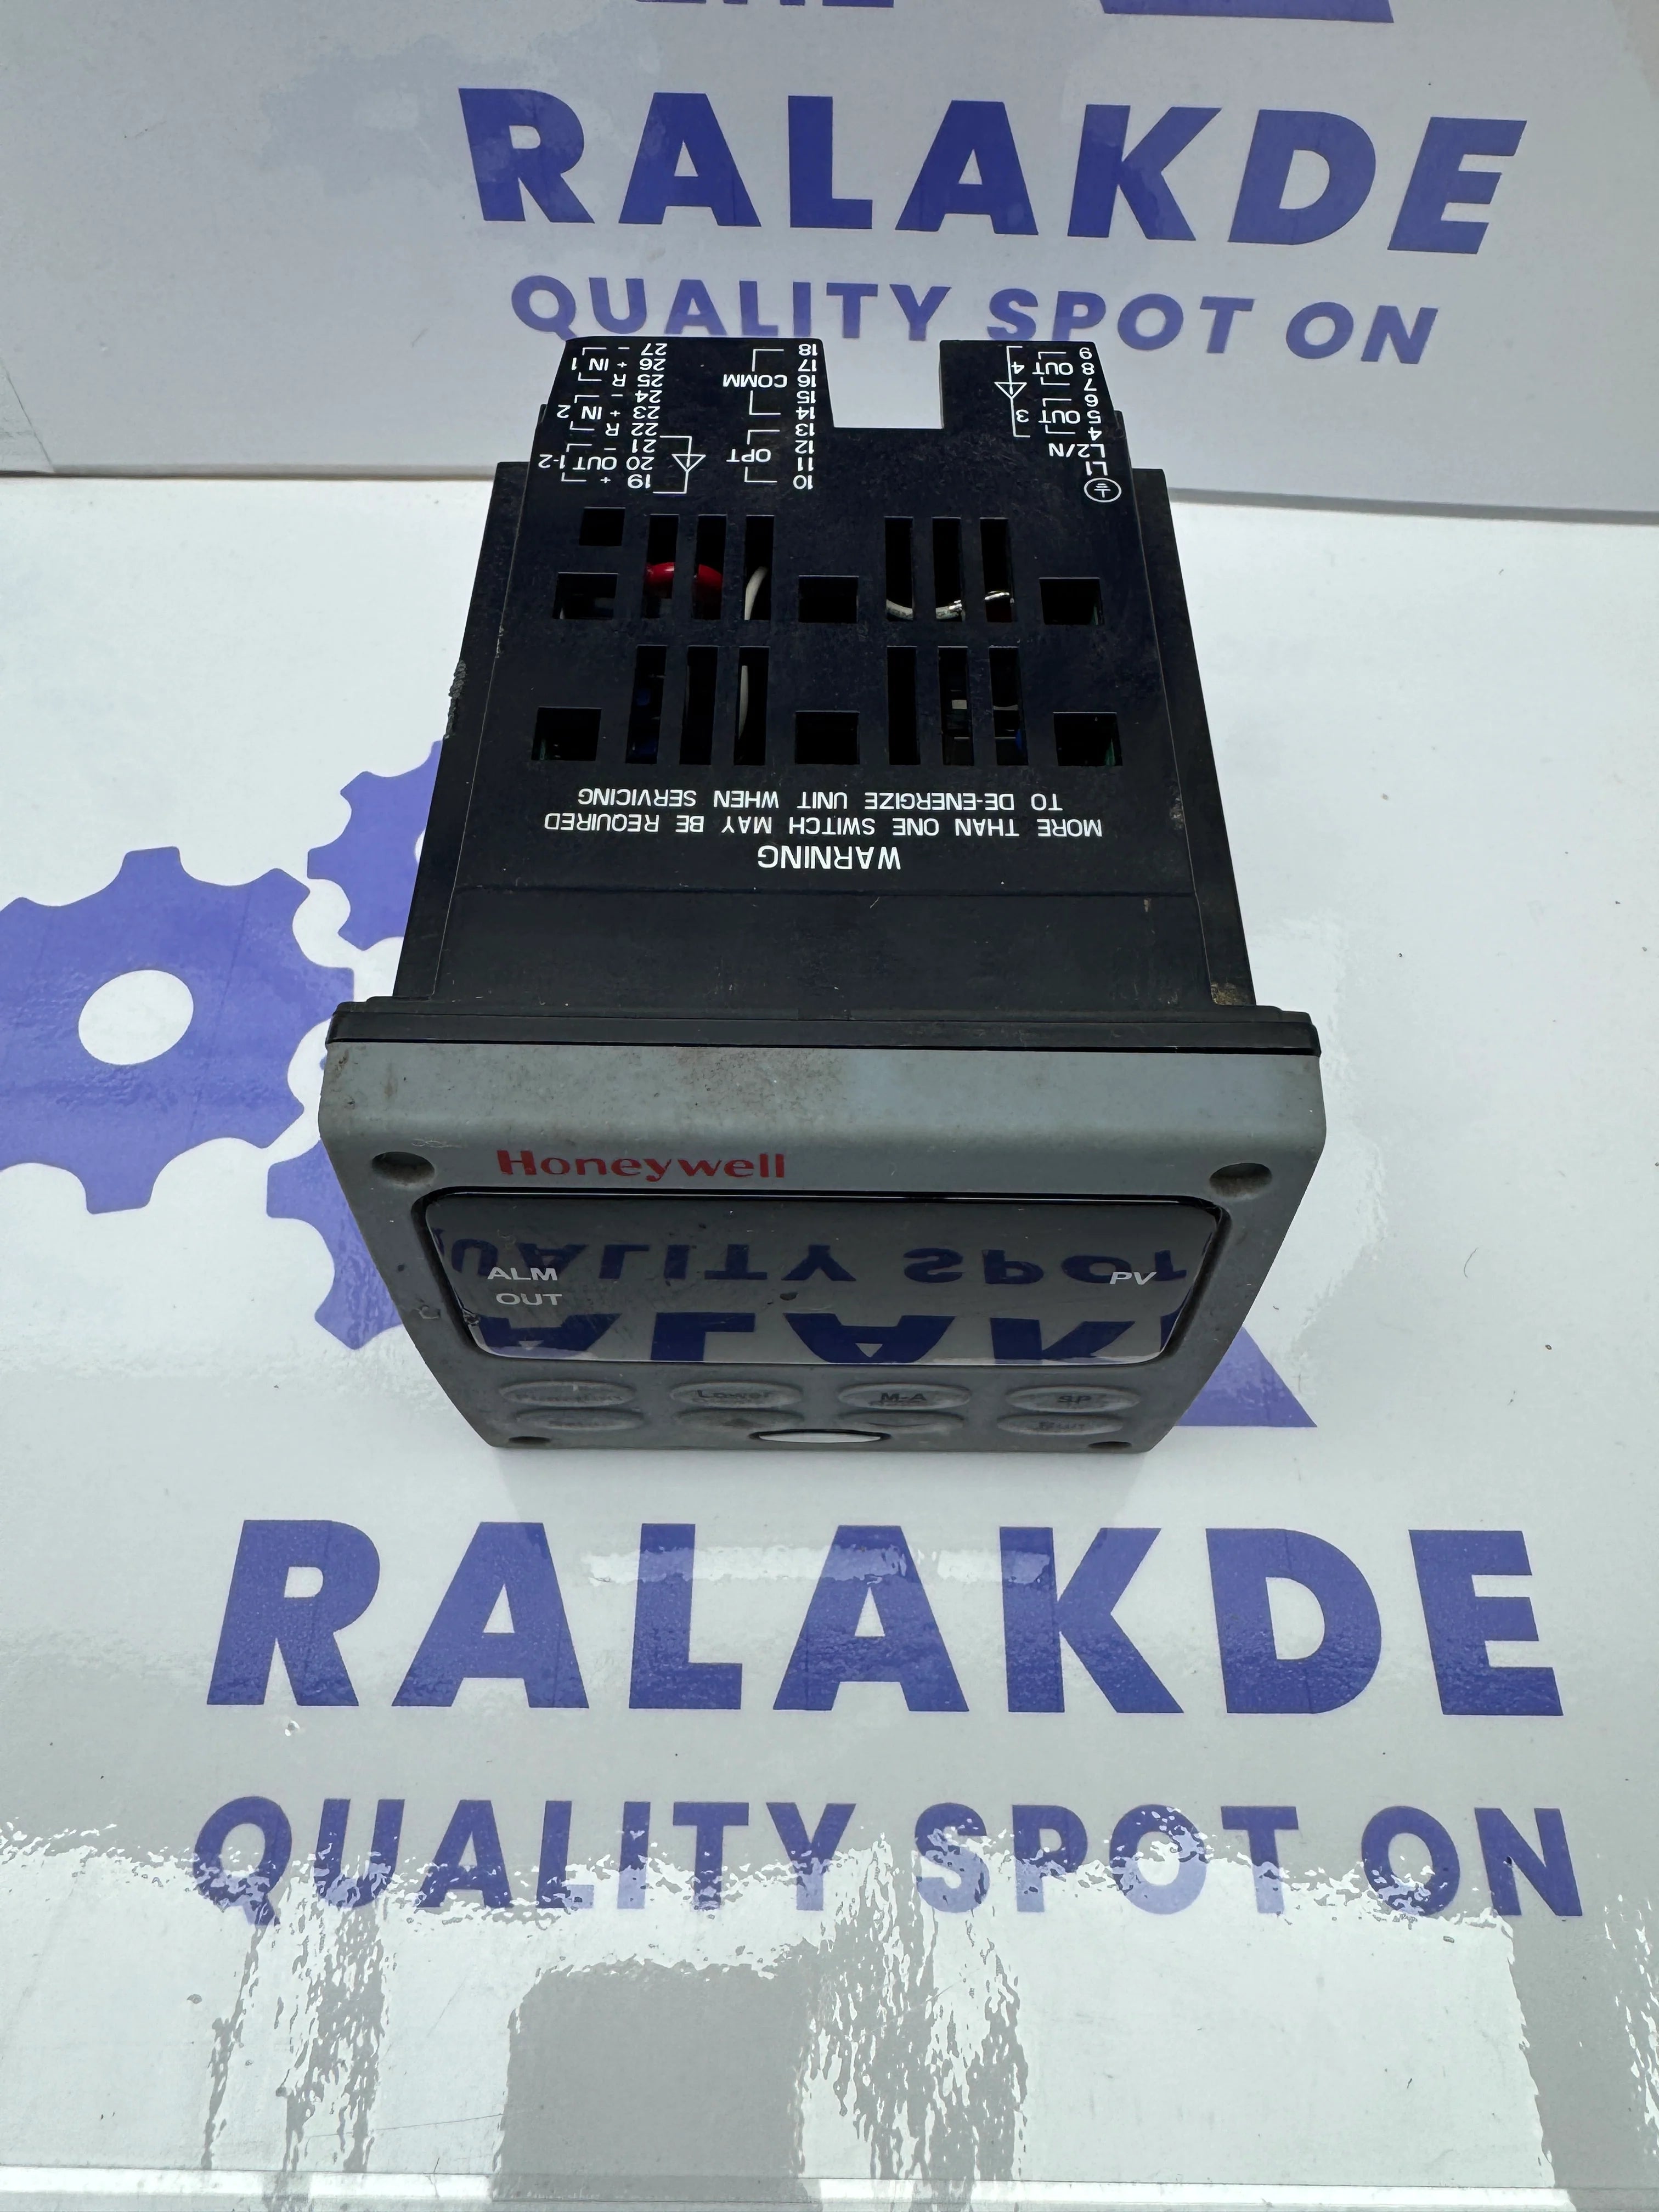 RALAKDE
QUALITY SPOT ON
27 - IN 1
26 +
25 R
24 - IN 2
23 +
22 R
21 - OUT 1-2
20
19 +
18
17
16 COMM
15
14
13
12 OPT
11
10
9
8 OUT 4
7
6
5 OUT 3
4
L2/N
L1
WARNING
MORE THAN ONE SWITCH MAY BE REQUIRED
TO DE-ENERGIZE UNIT WHEN SERVICING
Honeywell
ALM
OUT
PV
Lower
M-A
SP
RALAKDE
QUALITY SPOT ON